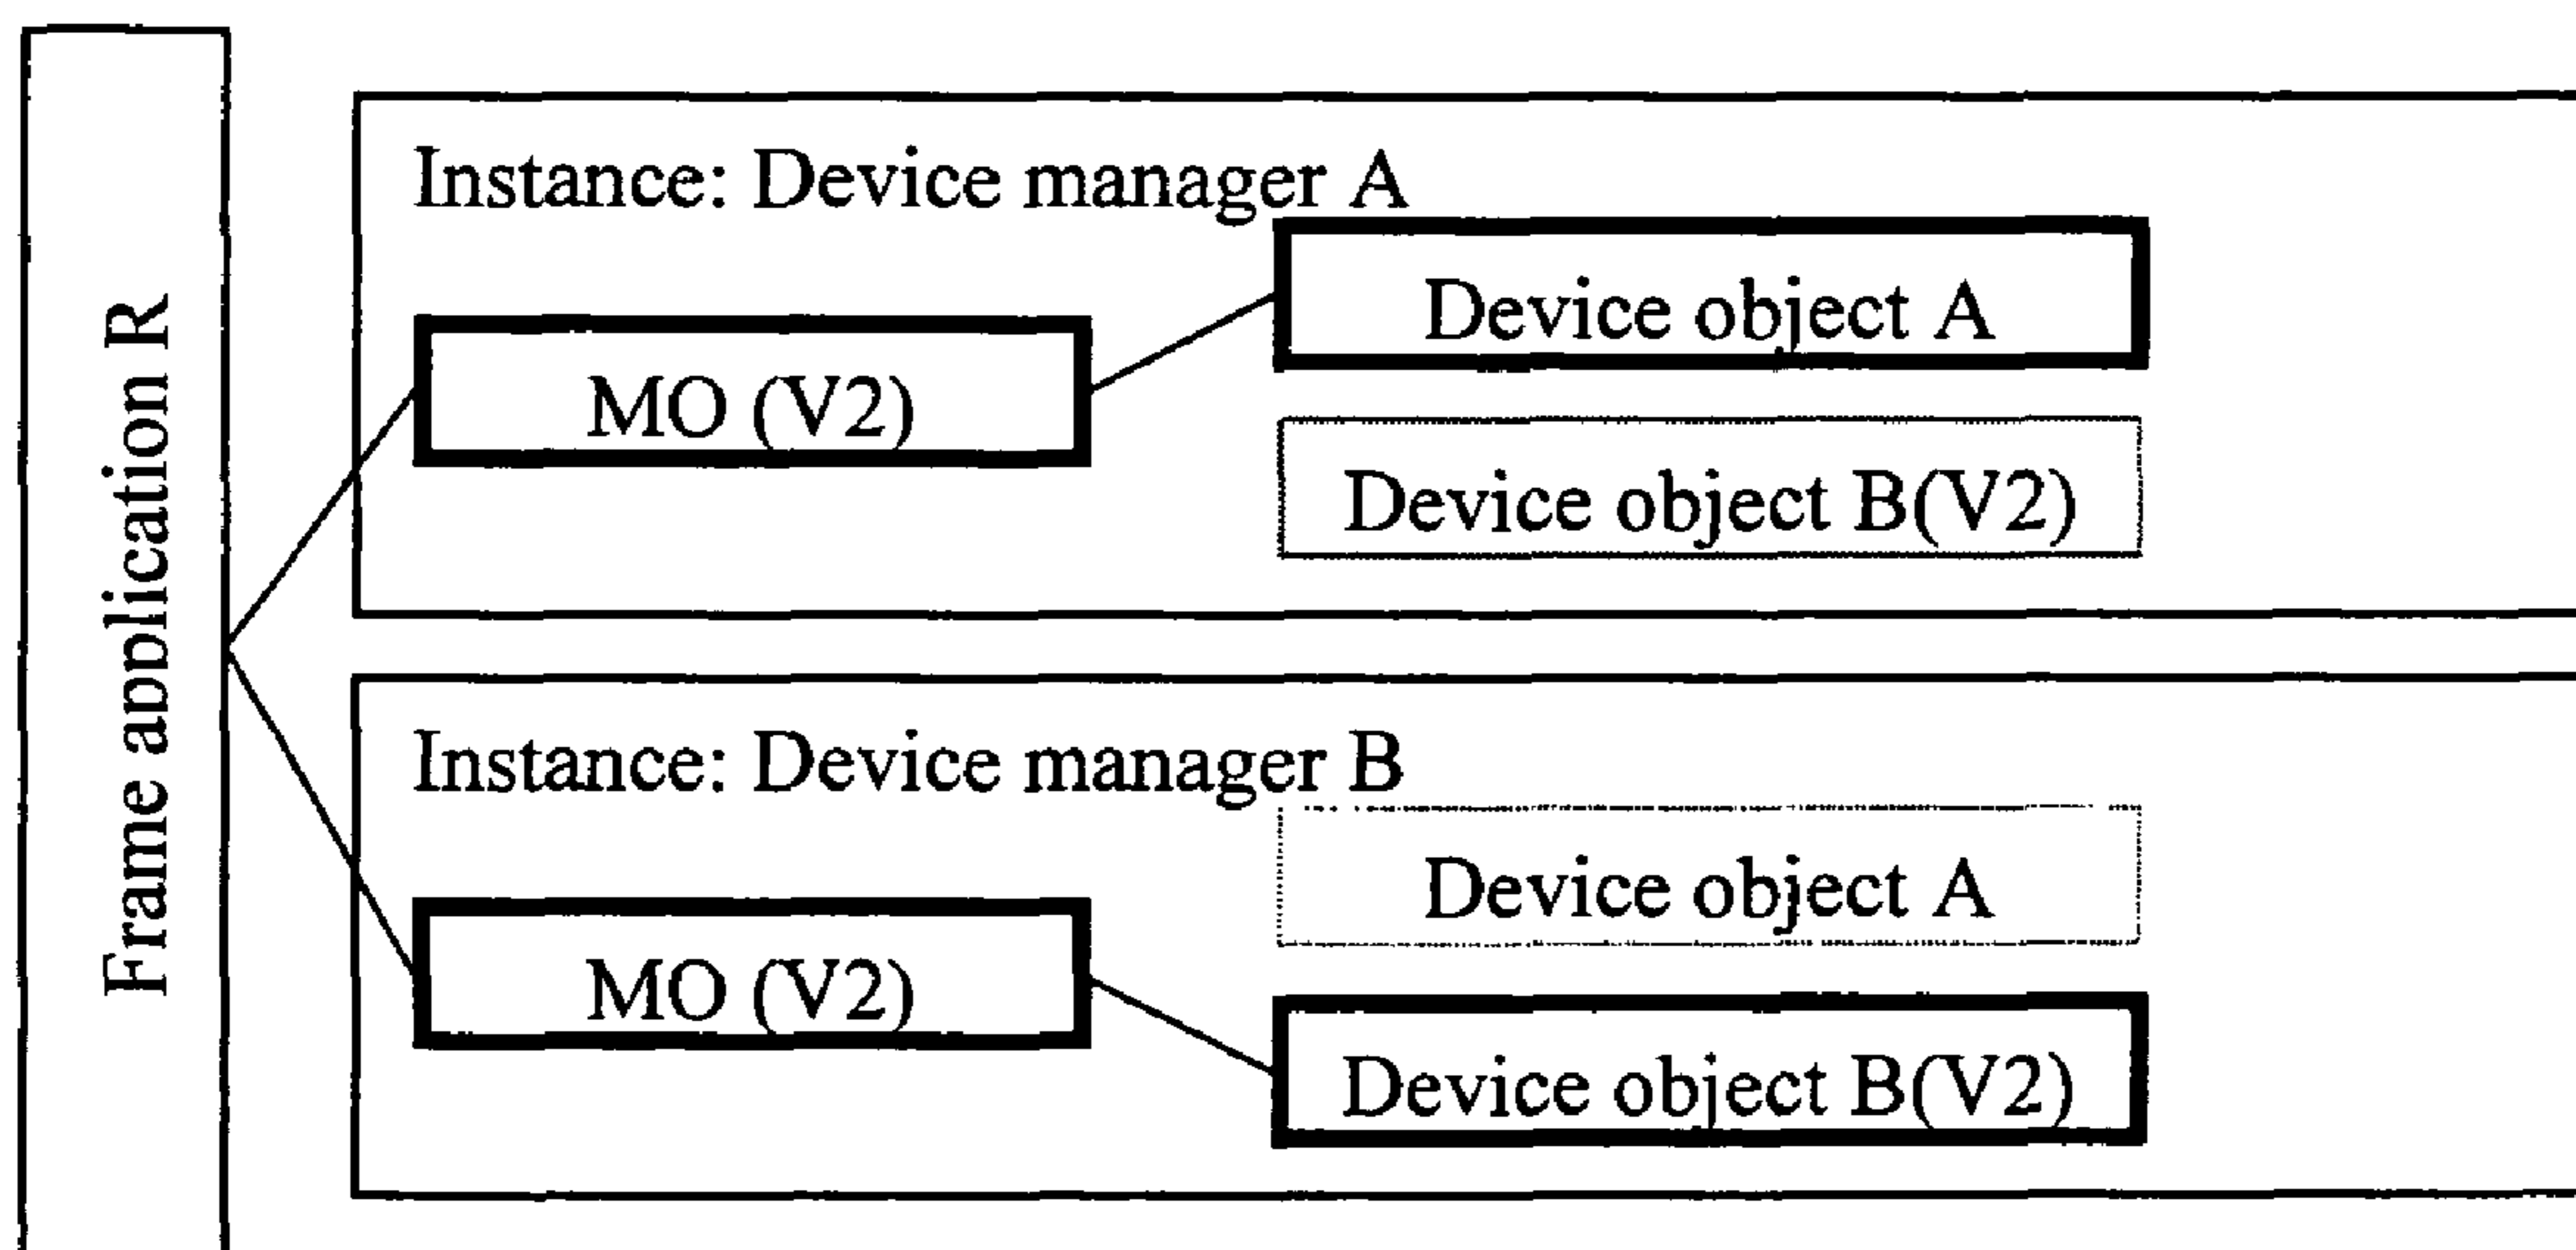 Frame application R
Instance: Device manager A
Device object A
MO (V2)
Device object B(V2)
Instance: Device manager B
Device object A
MO (V2)
Device object B(V2)